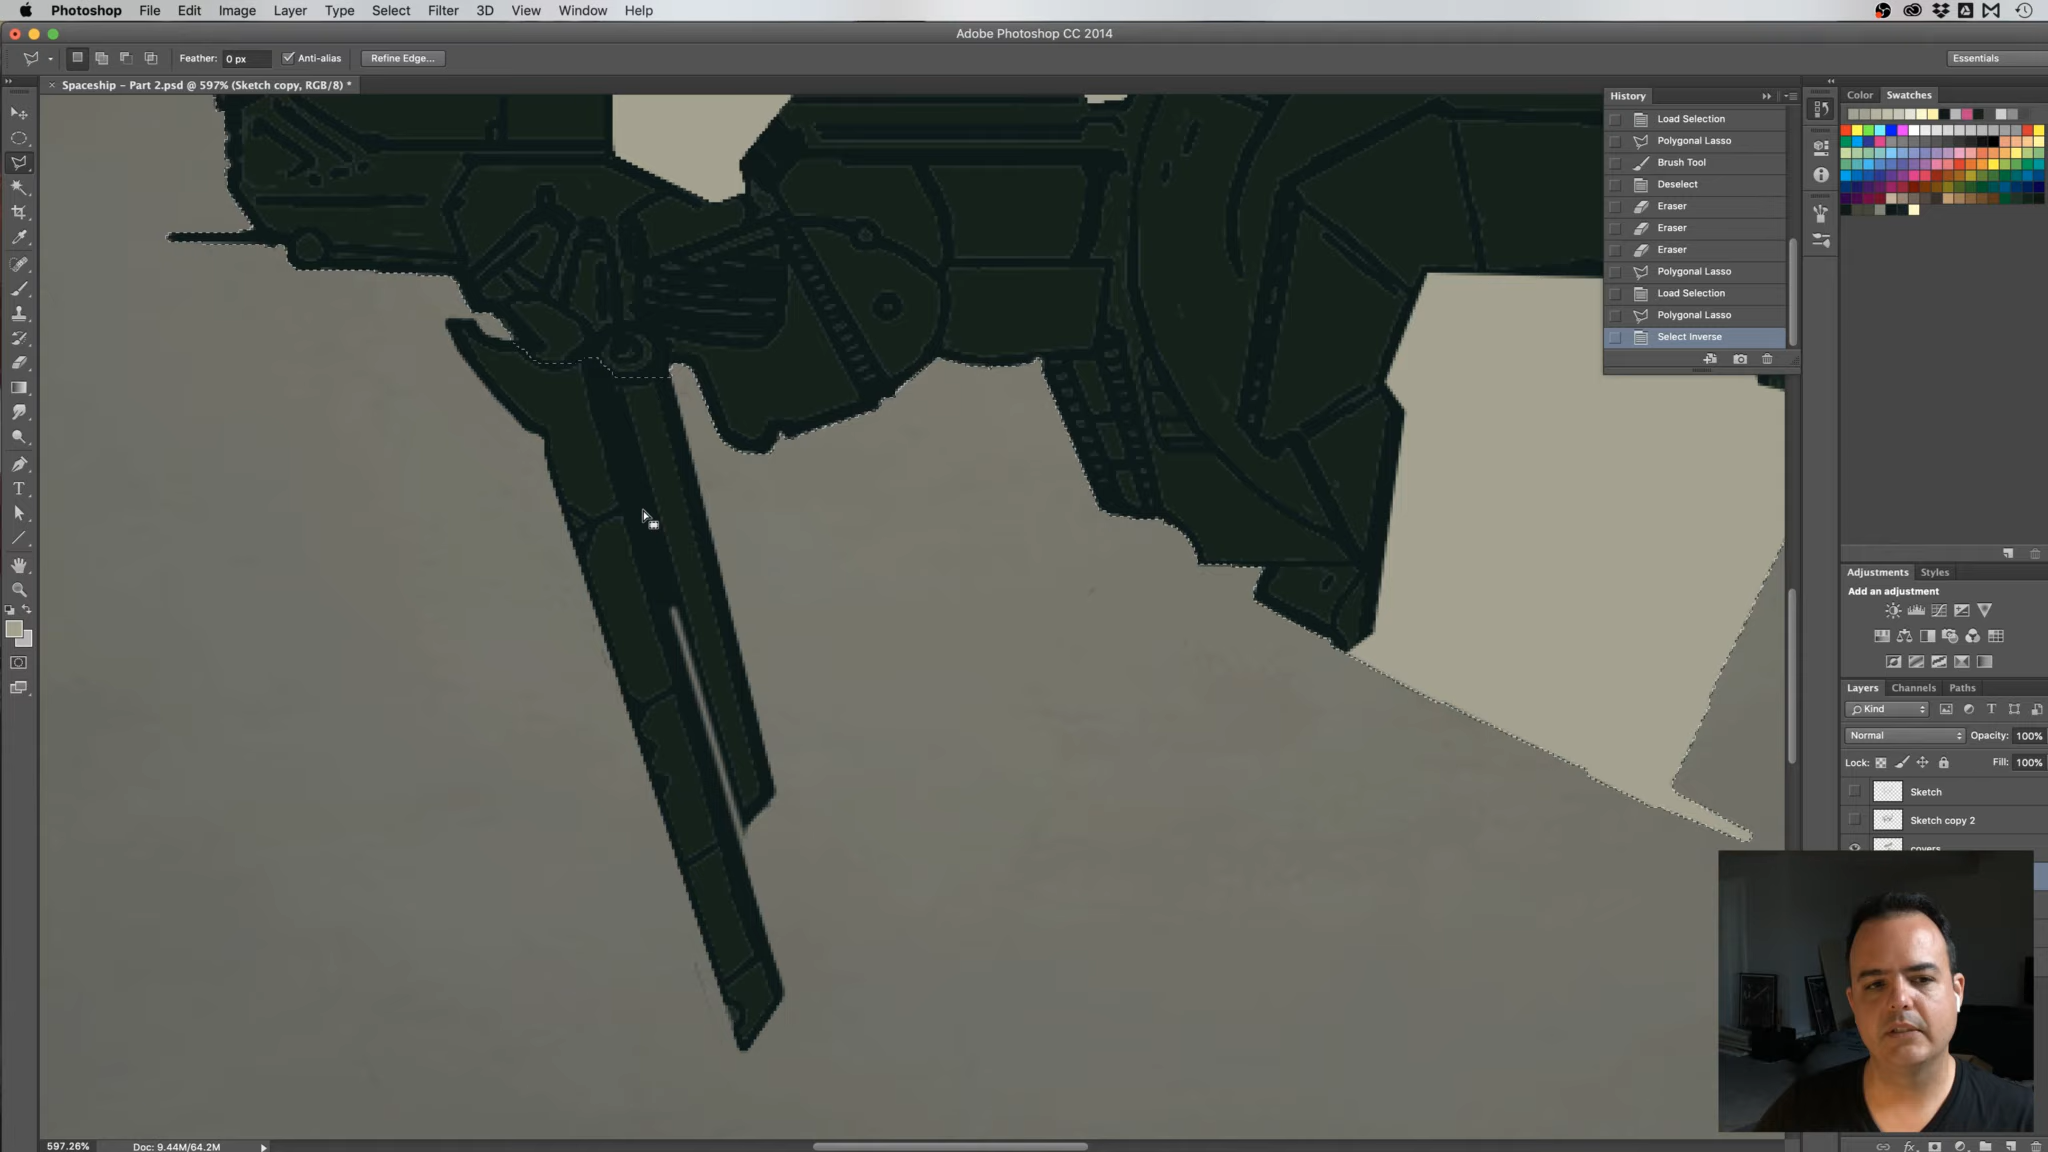 Photoshop File Edit Image Layer Type Select Filter 3D View Window Help
Adobe Photoshop CC 2014
Feather: 0 px Anti-alias Refine Edge... Essentials
× Spaceship – Part 2.psd @ 597% (Sketch copy, RGB/8) *
History
Load Selection
Polygonal Lasso
Brush Tool
Deselect
Eraser
Eraser
Eraser
Polygonal Lasso
Load Selection
Polygonal Lasso
Select Inverse
Color Swatches
Adjustments Styles
Add an adjustment
Layers Channels Paths
Kind
Normal Opacity: 100%
Lock: Fill: 100%
Sketch
Sketch copy 2
covers
597.26% Doc: 9.44M/64.2M